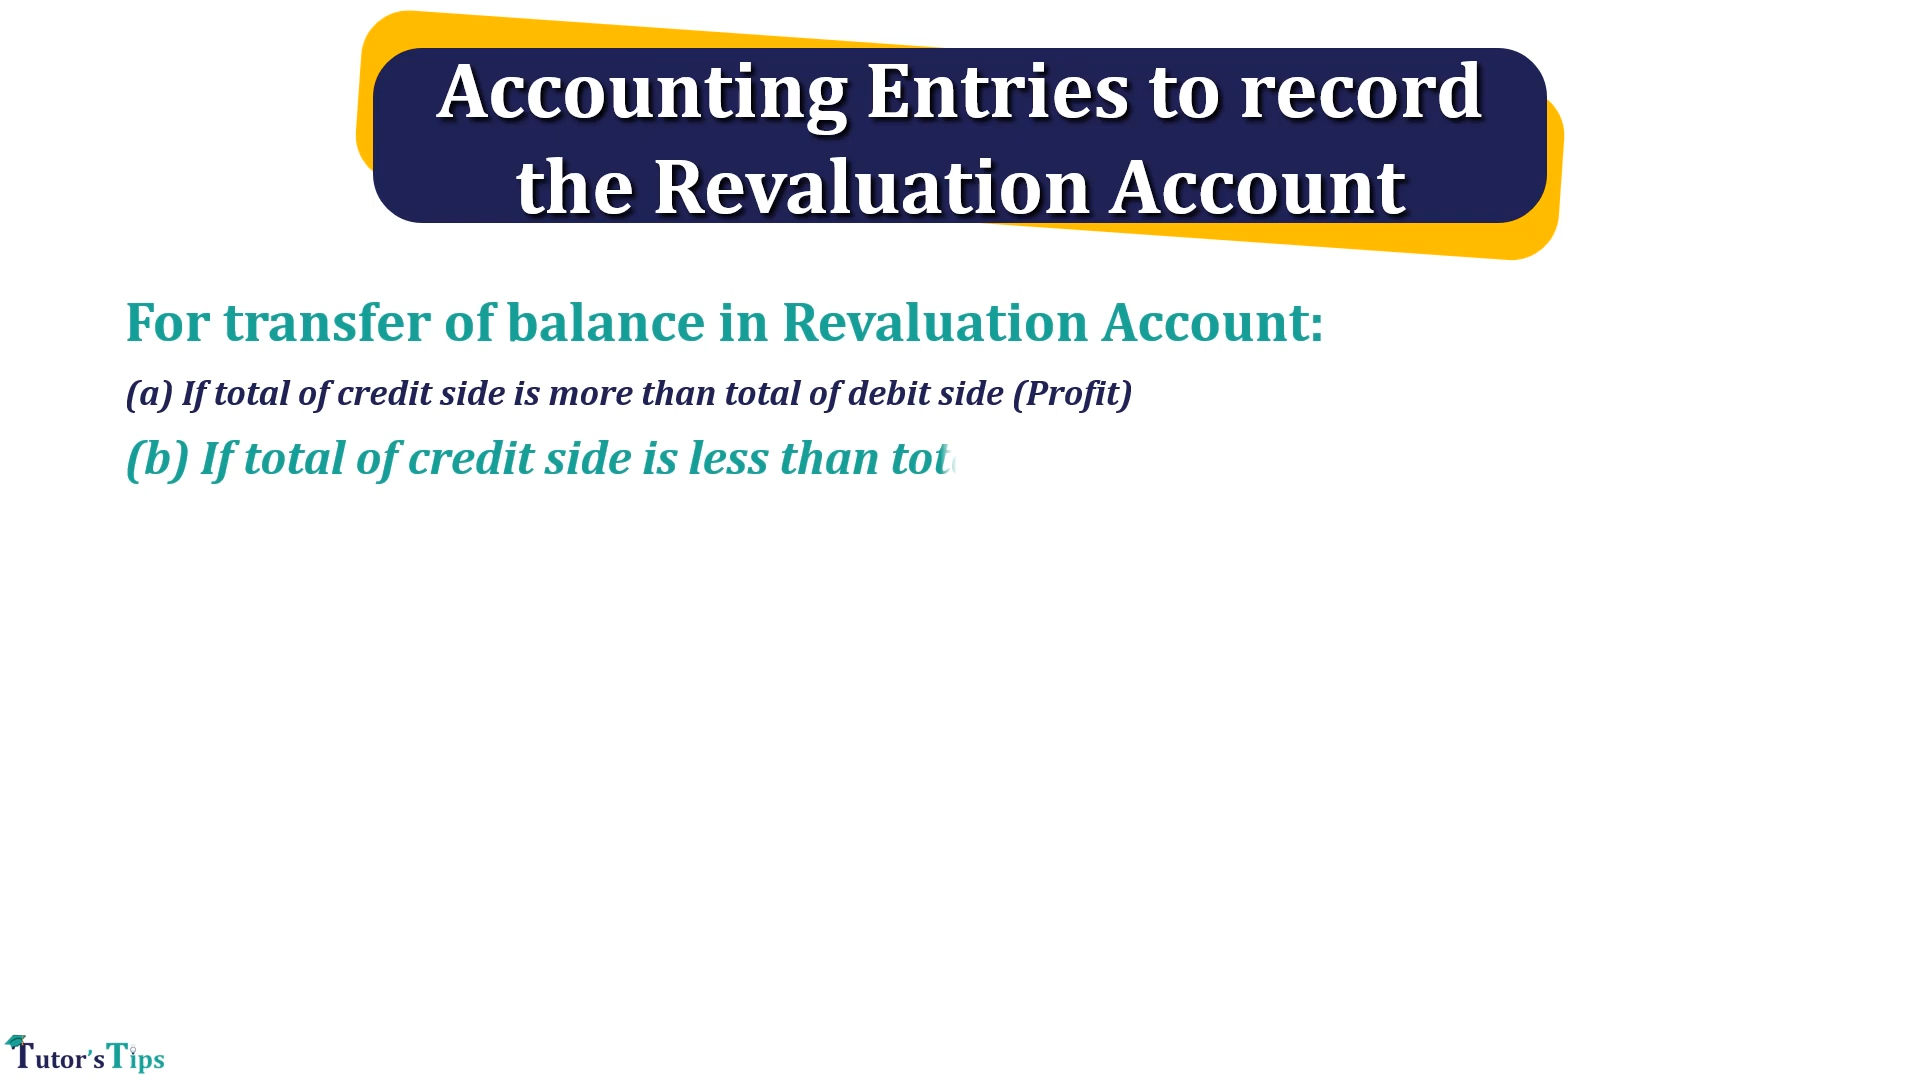 Accounting Entries to record
the Revaluation Account
For transfer of balance in Revaluation Account:
(a) If total of credit side is more than total of debit side (Profit)
(b) If total of credit side is less than tot
Tutor'sTips